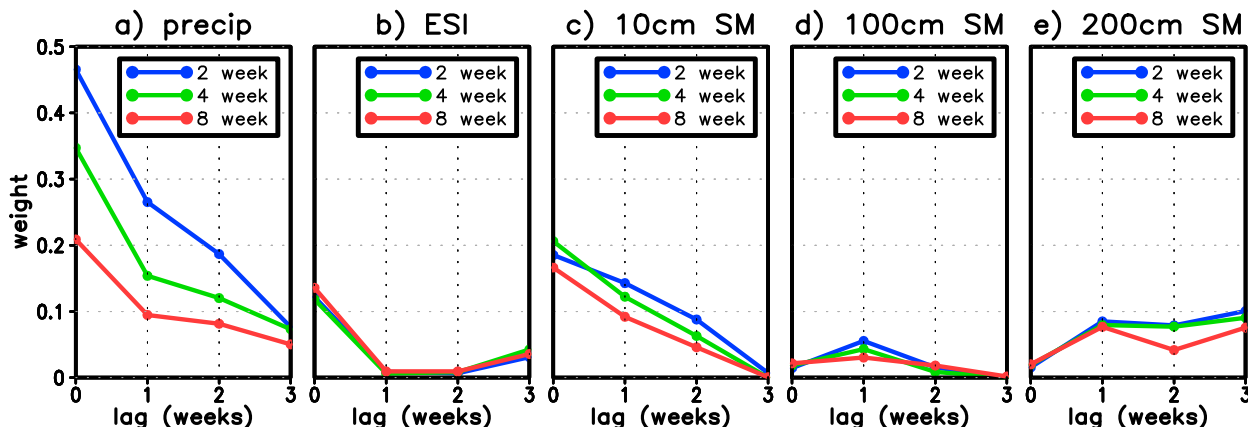 a) precip
b) ESI
c) 10cm SM
d) 100cm SM
e) 200cm SM
weight
0.5
0.4
0.3
0.2
0.1
0
2 week
4 week
8 week
2 week
4 week
8 week
2 week
4 week
8 week
2 week
4 week
8 week
2 week
4 week
8 week
0 1 2 3
0 1 2 3
0 1 2 3
0 1 2 3
0 1 2 3
lag (weeks)
lag (weeks)
lag (weeks)
lag (weeks)
lag (weeks)